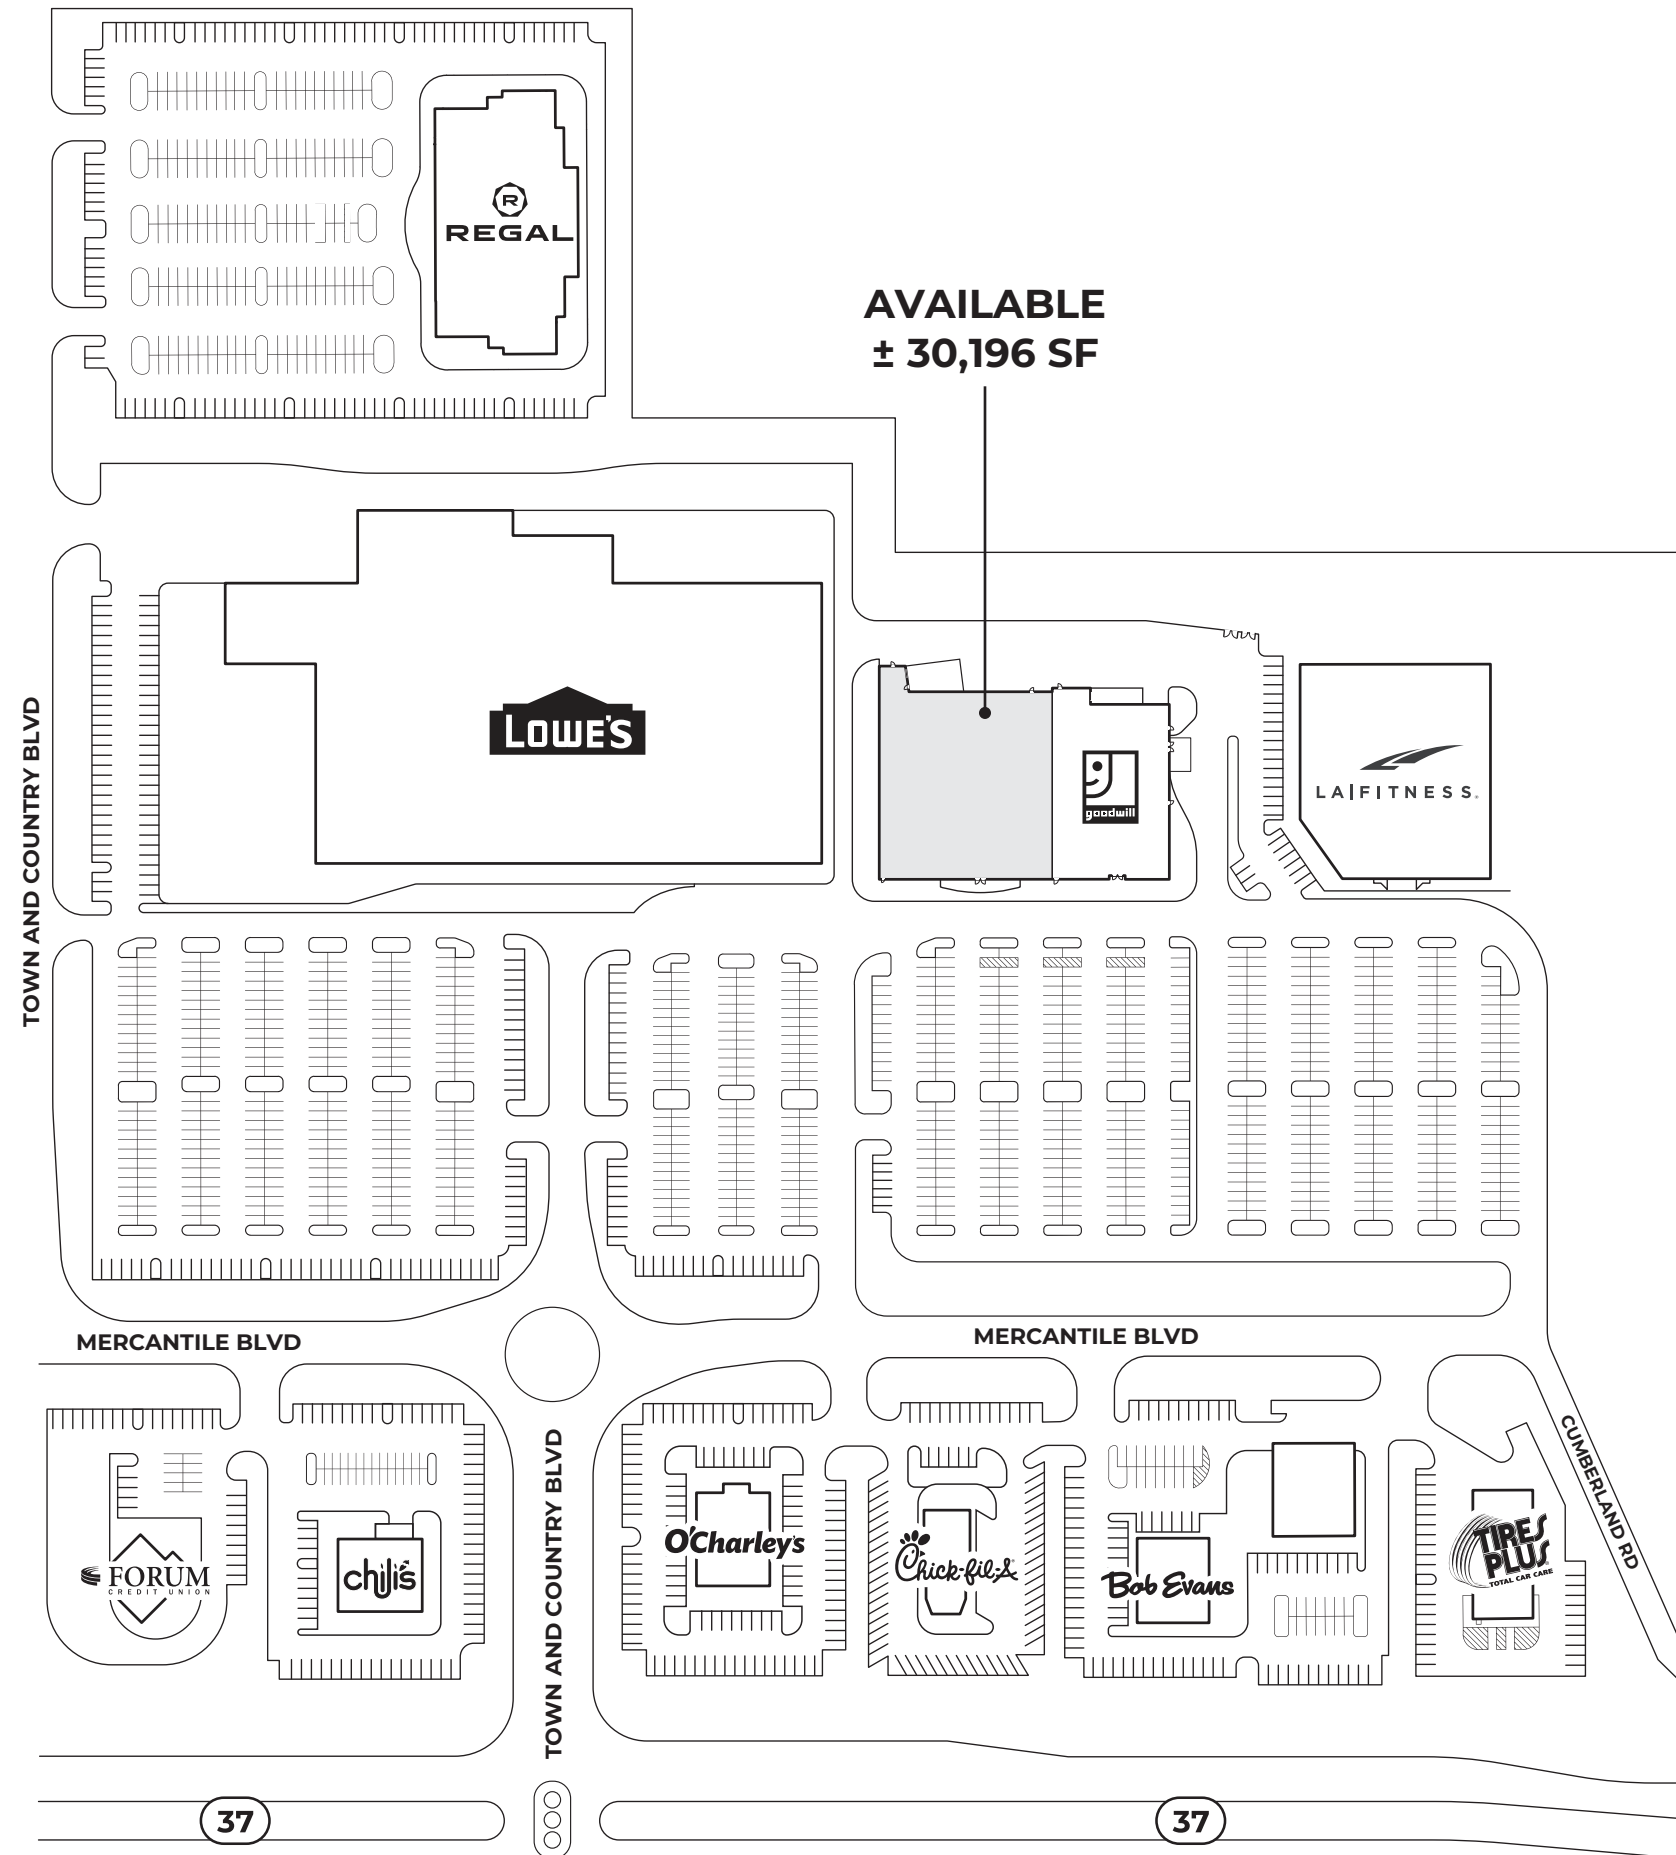 R
REGAL
AVAILABLE
± 30,196 SF
TOWN AND COUNTRY BLVD
LOWE'S
goodwill
LA|FITNESS.
MERCANTILE BLVD
MERCANTILE BLVD
CUMBERLAND RD
TOWN AND COUNTRY BLVD
FORUM
CREDIT UNION
chili's
O'Charley's
Chick-fil-A
Bob Evans
TIRES
PLUS
TOTAL CAR CARE
37
37